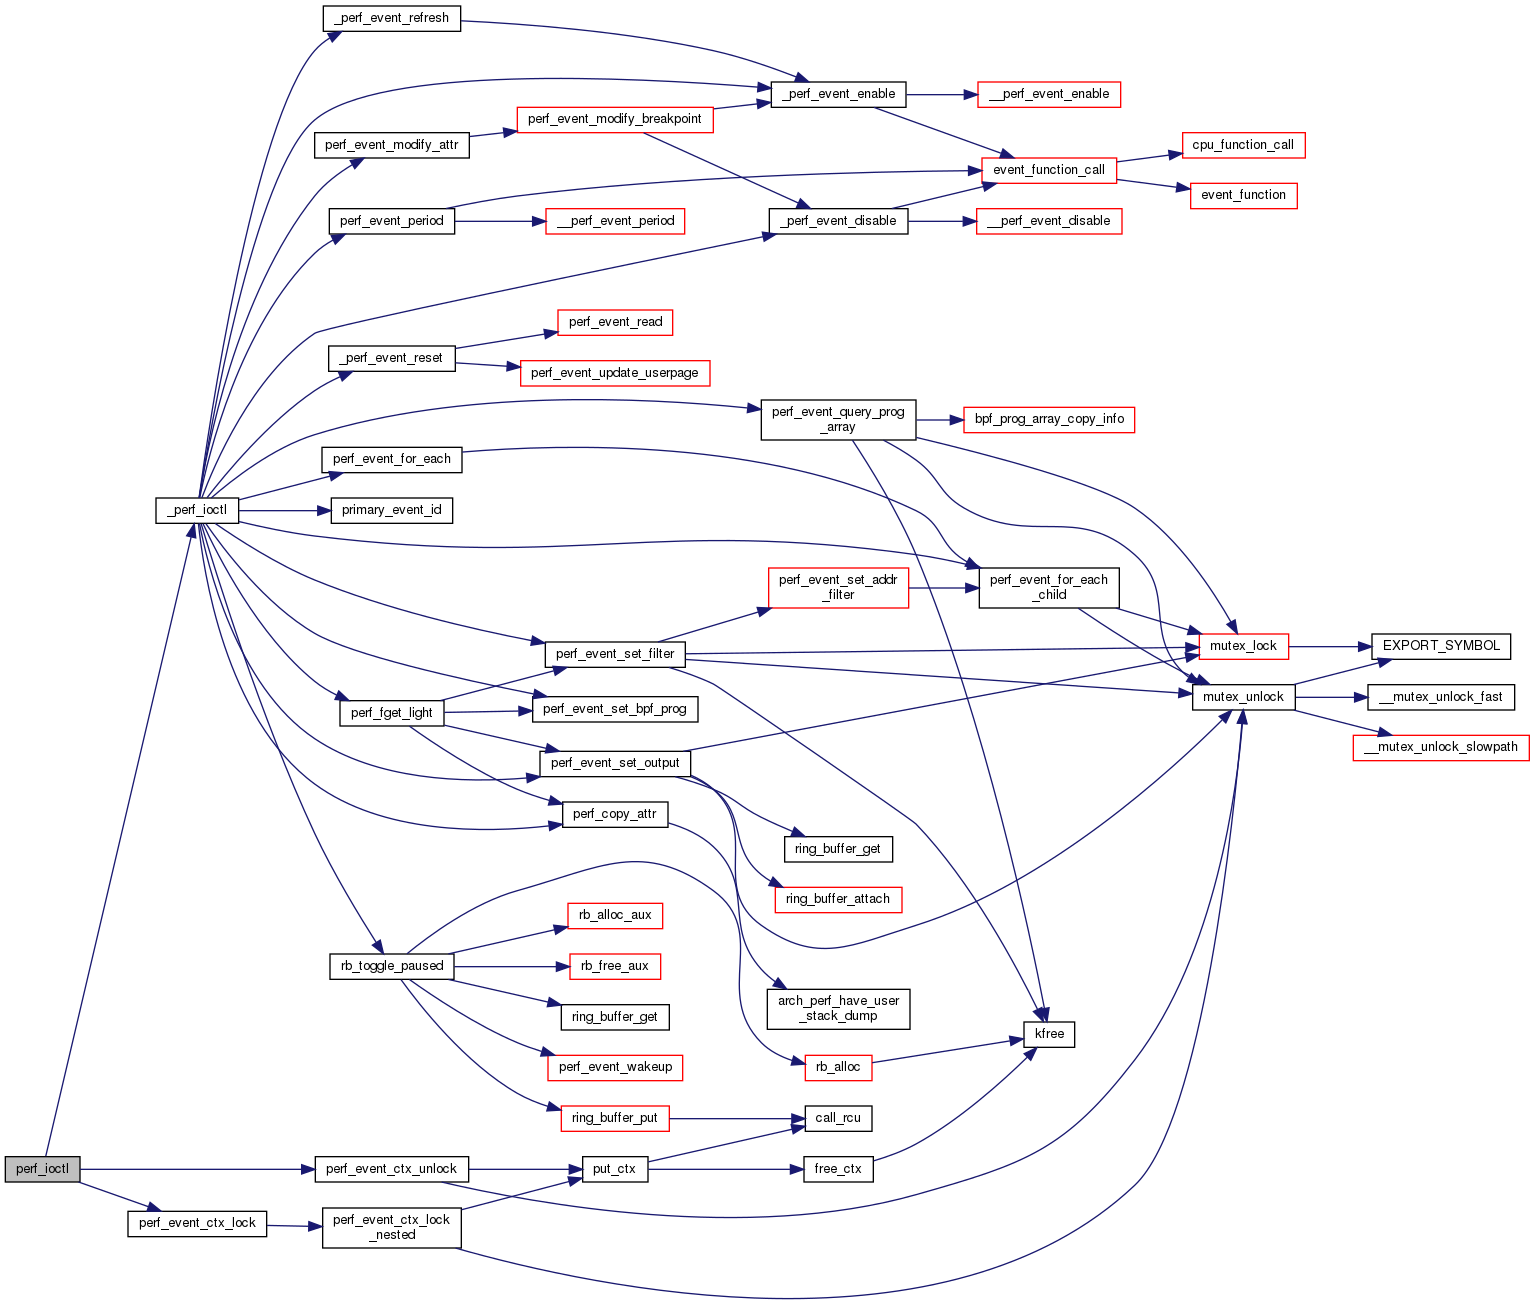 _perf_event_refresh
_perf_event_enable
__perf_event_enable
perf_event_modify_breakpoint
perf_event_modify_attr
cpu_function_call
event_function_call
event_function
perf_event_period
__perf_event_period
_perf_event_disable
__perf_event_disable
perf_event_read
_perf_event_reset
perf_event_update_userpage
perf_event_query_prog
_array
bpf_prog_array_copy_info
perf_event_for_each
_perf_ioctl
primary_event_id
perf_event_set_addr
_filter
perf_event_for_each
_child
perf_event_set_filter
mutex_lock
EXPORT_SYMBOL
mutex_unlock
__mutex_unlock_fast
perf_fget_light
perf_event_set_bpf_prog
__mutex_unlock_slowpath
perf_event_set_output
perf_copy_attr
ring_buffer_get
ring_buffer_attach
rb_alloc_aux
rb_toggle_paused
rb_free_aux
arch_perf_have_user
_stack_dump
ring_buffer_get
kfree
perf_event_wakeup
rb_alloc
ring_buffer_put
call_rcu
perf_ioctl
perf_event_ctx_unlock
put_ctx
free_ctx
perf_event_ctx_lock
perf_event_ctx_lock
_nested